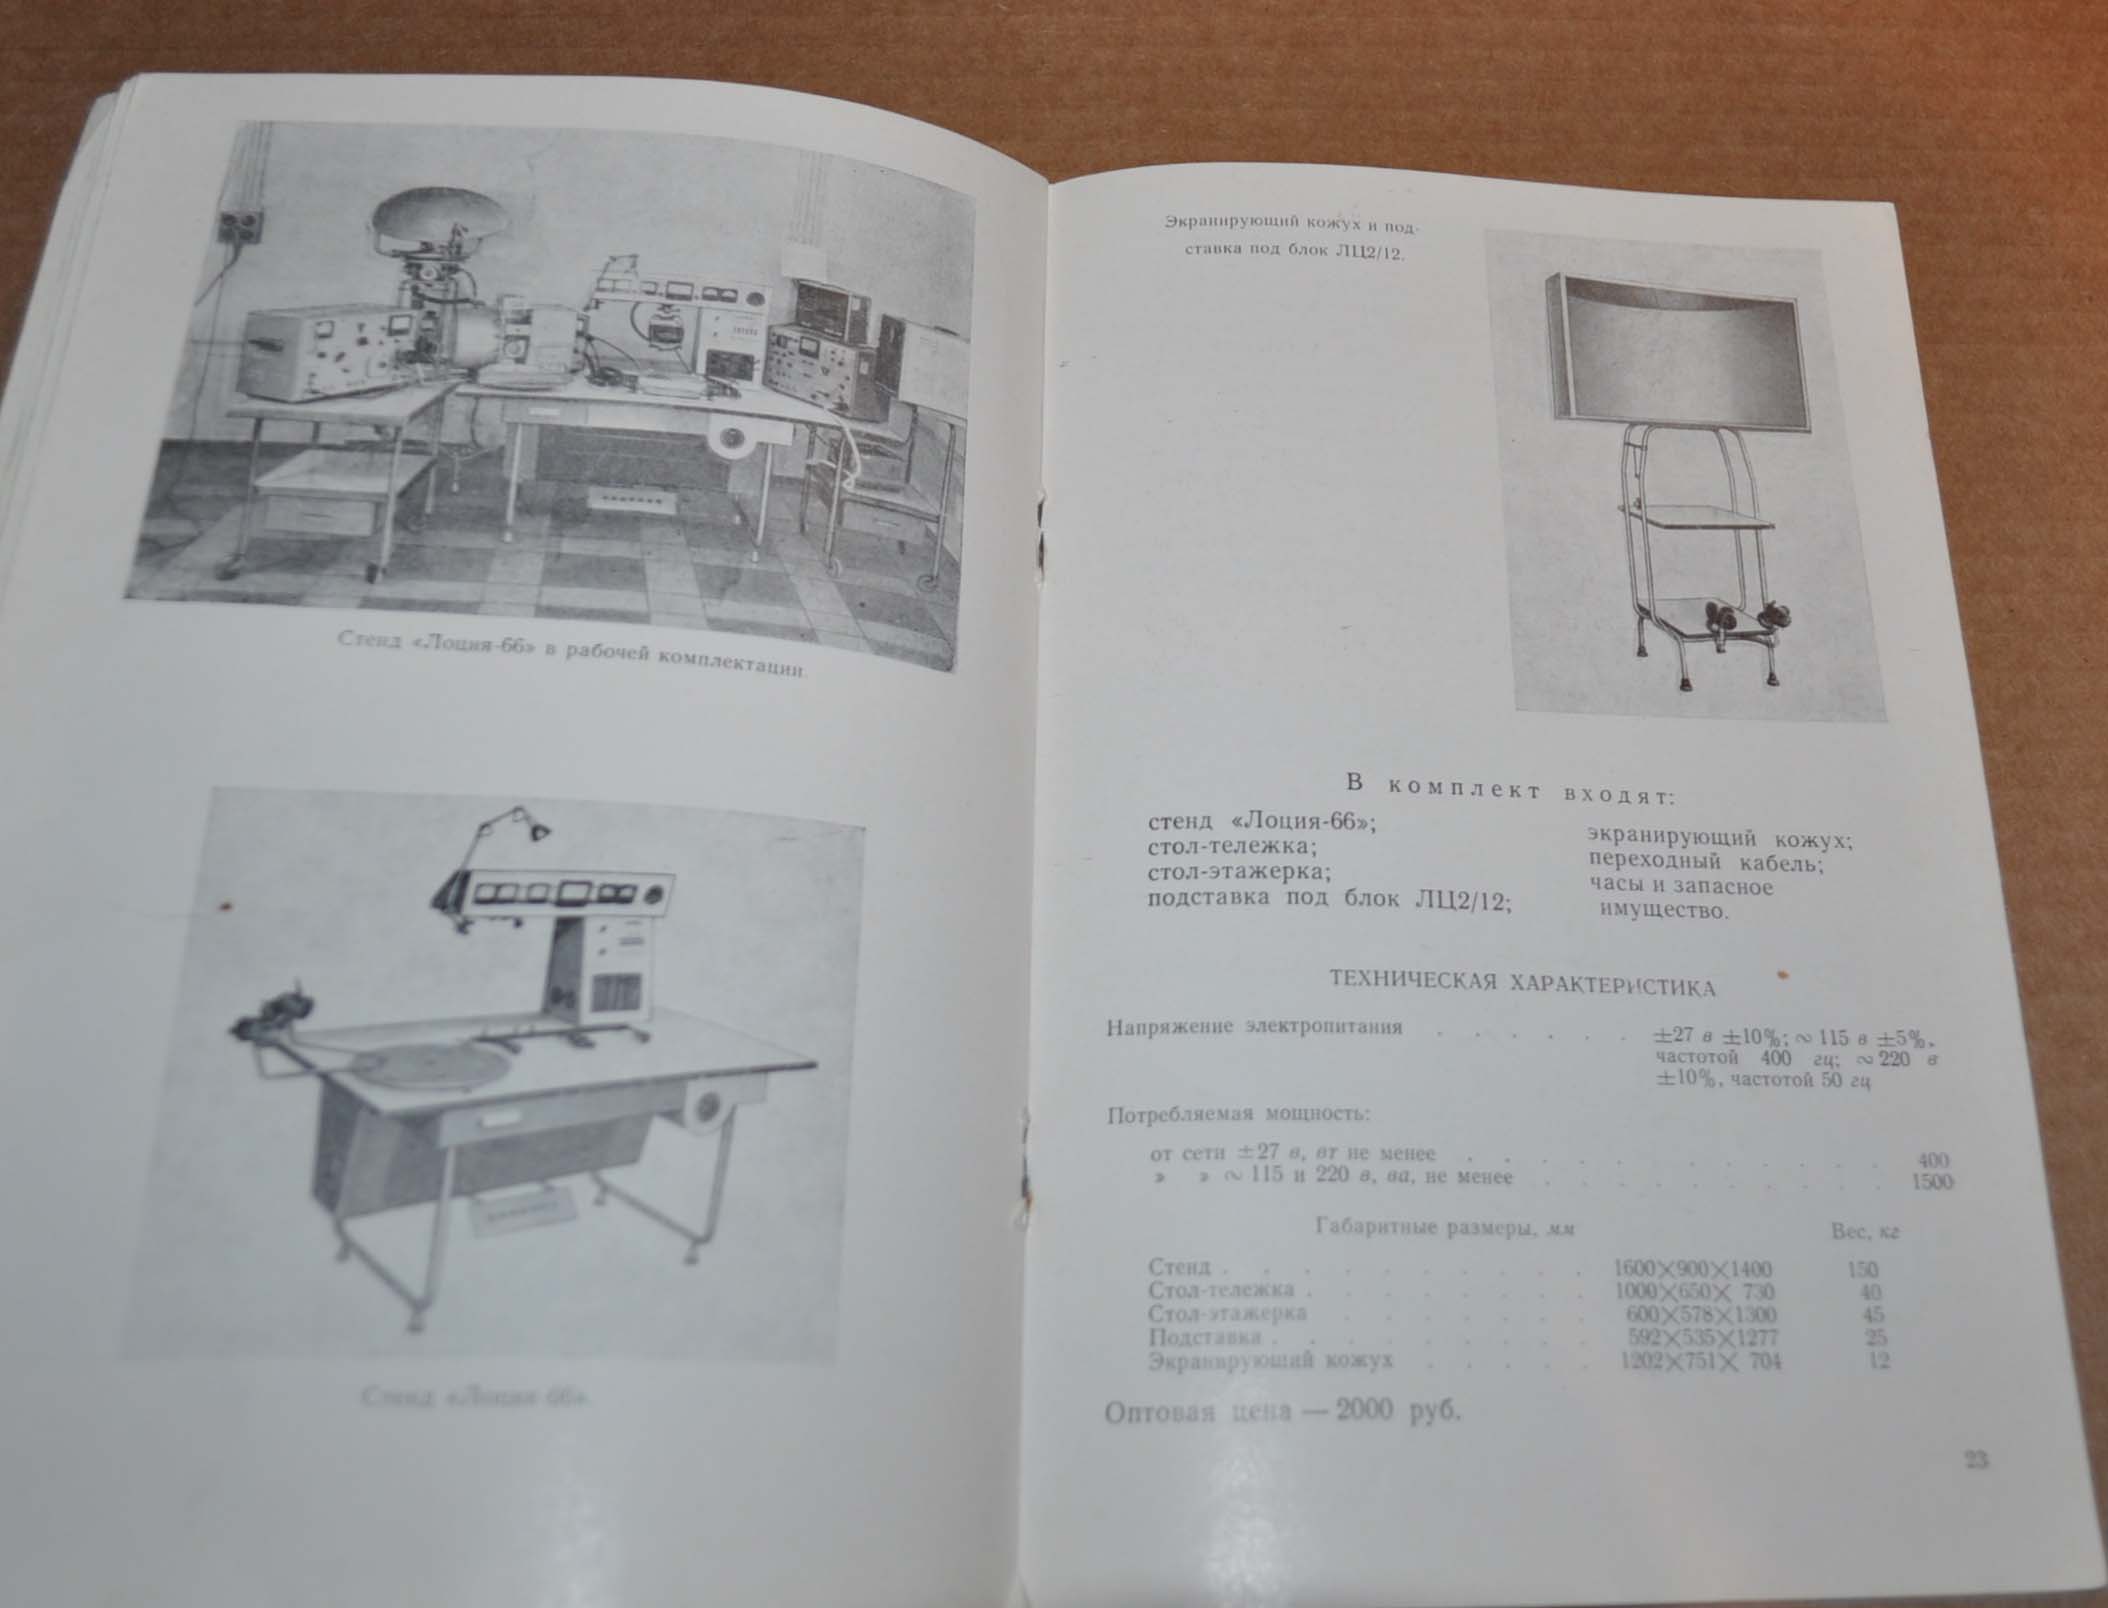 Стенд «Лоция-66» в рабочей комплектации.
Стенд «Лоция-66».
Экранирующий кожух и под-
ставка под блок ЛЦ2/12.
В комплект входят:
стенд «Лоция-66»;
стол-тележка;
стол-этажерка;
подставка под блок ЛЦ2/12;
экранирующий кожух;
переходный кабель;
часы и запасное
имущество.
ТЕХНИЧЕСКАЯ ХАРАКТЕРИСТИКА
Напряжение электропитания . . . . . ±27 в ±10%; ∾ 115 в ±5%,
частотой 400 гц; ∾ 220 в
±10%, частотой 50 гц
Потребляемая мощность:
от сети ±27 в, вт не менее . . . . . . . . . . . . 400
» » ∾ 115 и 220 в, ва, не менее . . . . . . . . . . 1500
Габаритные размеры, мм Вес, кг
Стенд . . . . . . . . . . 1600×900×1400 150
Стол-тележка . . . . . . . . 1000×650× 730 40
Стол-этажерка . . . . . . . 600×578×1300 45
Подставка . . . . . . . . . 592×535×1277 25
Экранирующий кожух . . . . . 1202×751× 704 12
Оптовая цена — 2000 руб.
23